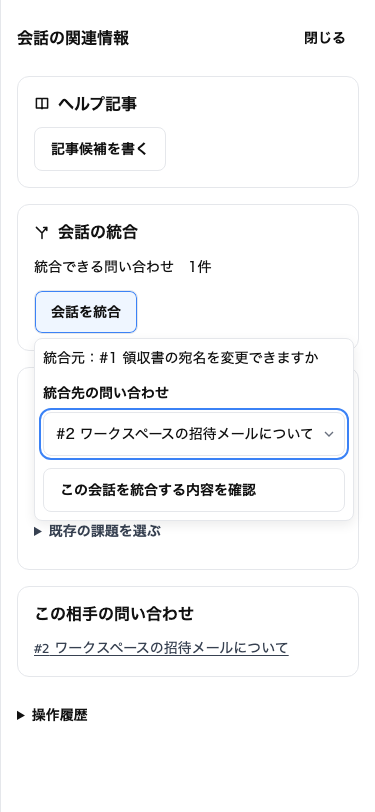 会話の関連情報
閉じる
ヘルプ記事
記事候補を書く
会話の統合
統合できる問い合わせ 1件
会話を統合
統合元：#1 領収書の宛名を変更できますか
統合先の問い合わせ
#2 ワークスペースの招待メールについて
この会話を統合する内容を確認
既存の課題を選ぶ
この相手の問い合わせ
#2 ワークスペースの招待メールについて
操作履歴